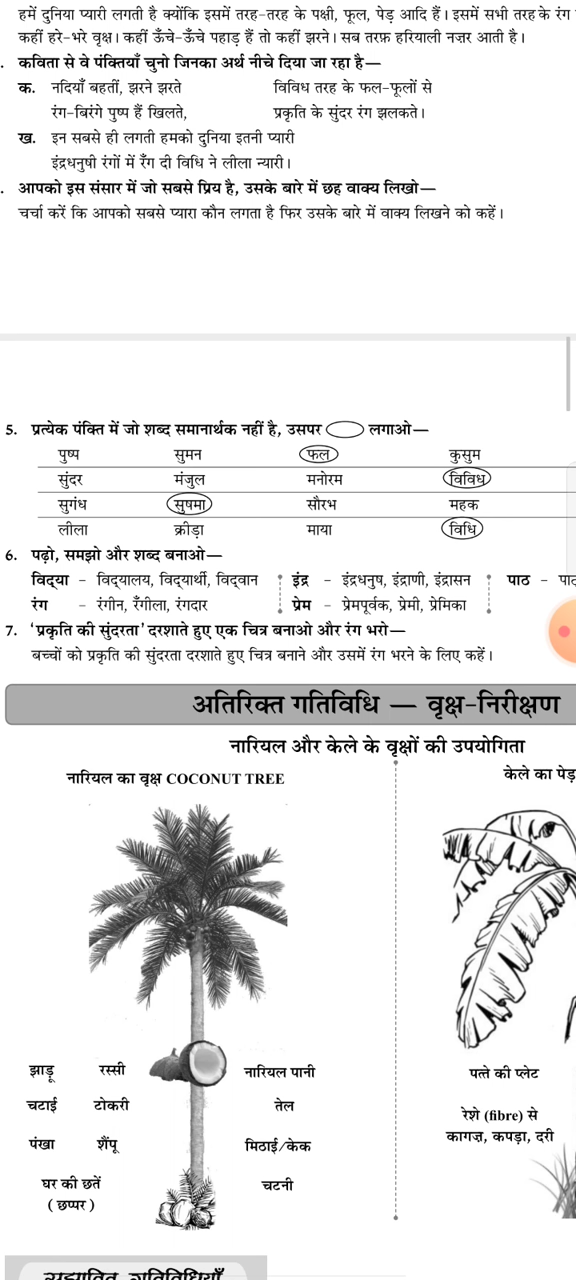 हमें दुनिया प्यारी लगती है क्योंकि इसमें तरह-तरह के पक्षी, फूल, पेड़ आदि हैं। इसमें सभी तरह के रंग
कहीं हरे-भरे वृक्ष। कहीं ऊँचे-ऊँचे पहाड़ हैं तो कहीं झरने। सब तरफ़ हरियाली नज़र आती है।
. कविता से वे पंक्तियाँ चुनो जिनका अर्थ नीचे दिया जा रहा है—
क. नदियाँ बहतीं, झरने झरते विविध तरह के फल-फूलों से
रंग-बिरंगे पुष्प हैं खिलते, प्रकृति के सुंदर रंग झलकते।
ख. इन सबसे ही लगती हमको दुनिया इतनी प्यारी
इंद्रधनुषी रंगों में रँग दी विधि ने लीला न्यारी।
. आपको इस संसार में जो सबसे प्रिय है, उसके बारे में छह वाक्य लिखो—
चर्चा करें कि आपको सबसे प्यारा कौन लगता है फिर उसके बारे में वाक्य लिखने को कहें।
5. प्रत्येक पंक्ति में जो शब्द समानार्थक नहीं है, उसपर लगाओ—
पुष्प सुमन फल कुसुम
सुंदर मंजुल मनोरम विविध
सुगंध सुषमा सौरभ महक
लीला क्रीड़ा माया विधि
6. पढ़ो, समझो और शब्द बनाओ—
विद्या - विद्यालय, विद्यार्थी, विद्वान इंद्र - इंद्रधनुष, इंद्राणी, इंद्रासन पाठ -
रंग - रंगीन, रँगीला, रंगदार प्रेम - प्रेमपूर्वक, प्रेमी, प्रेमिका
7. 'प्रकृति की सुंदरता' दरशाते हुए एक चित्र बनाओ और रंग भरो—
बच्चों को प्रकृति की सुंदरता दरशाते हुए चित्र बनाने और उसमें रंग भरने के लिए कहें।
अतिरिक्त गतिविधि — वृक्ष-निरीक्षण
नारियल और केले के वृक्षों की उपयोगिता
नारियल का वृक्ष COCONUT TREE केले का पेड़
झाड़ू रस्सी नारियल पानी पत्ते की प्लेट
चटाई टोकरी तेल रेशे (fibre) से
पंखा शैंपू मिठाई/केक कागज़, कपड़ा, दरी
घर की छतें चटनी
( छप्पर )